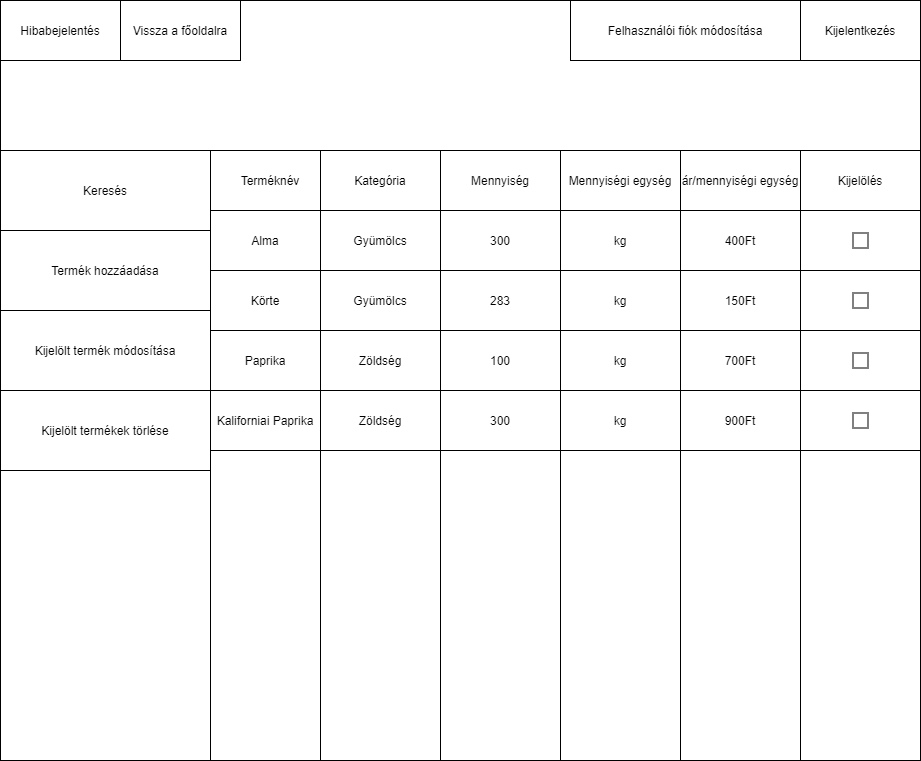 Hibabejelentés
Vissza a főoldalra
Felhasználói fiók módosítása
Kijelentkezés
Keresés
Termék hozzáadása
Kijelölt termék módosítása
Kijelölt termékek törlése
Terméknév Kategória Mennyiség Mennyiségi egység ár/mennyiségi egység Kijelölés
Alma Gyümölcs 300 kg 400Ft
Körte Gyümölcs 283 kg 150Ft
Paprika Zöldség 100 kg 700Ft
Kaliforniai Paprika Zöldség 300 kg 900Ft